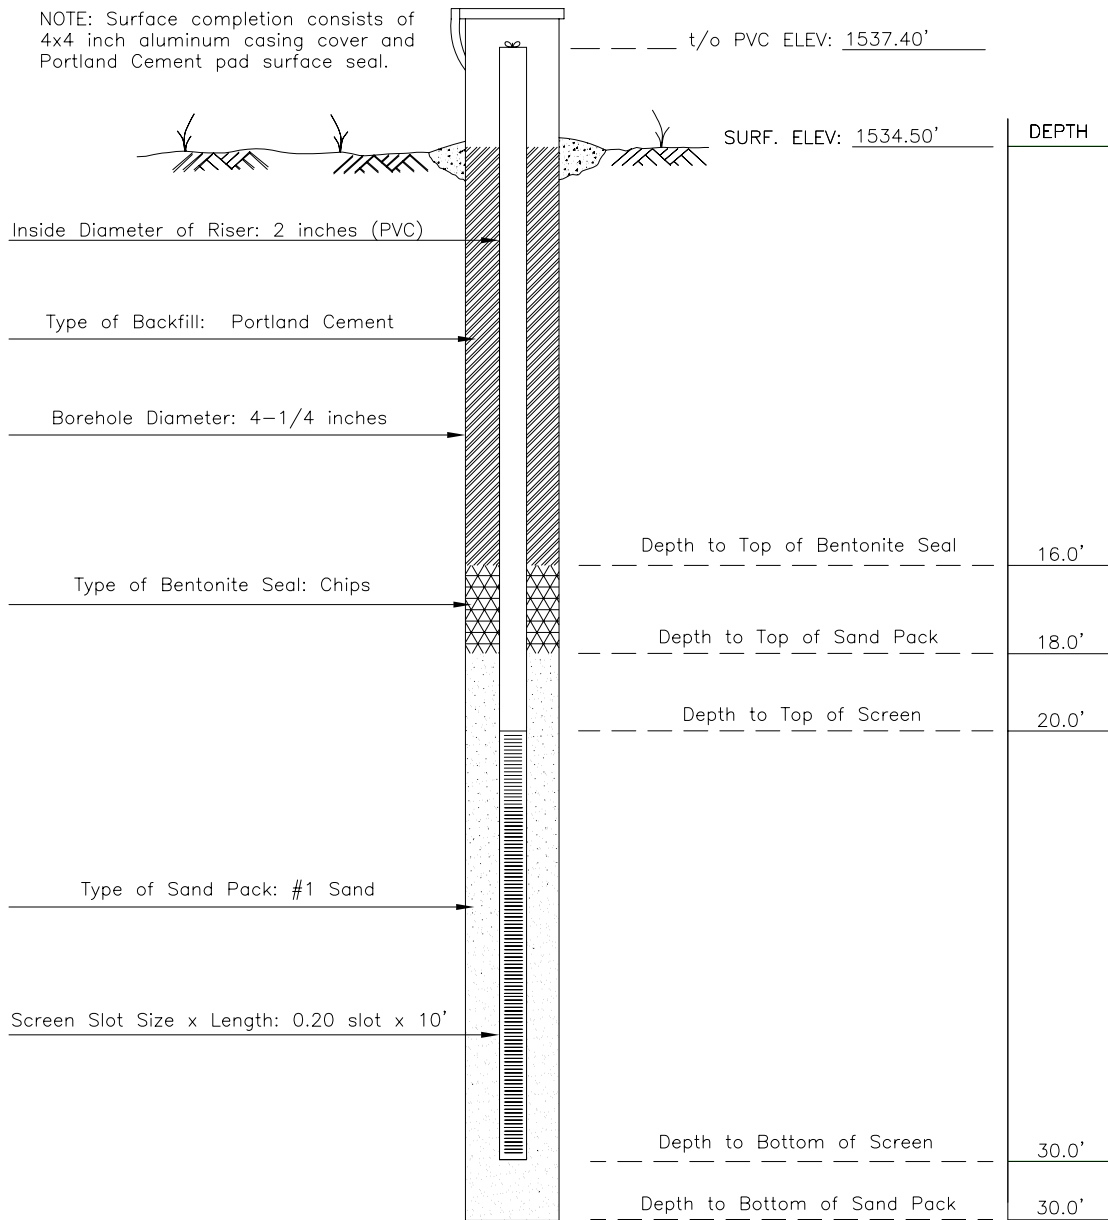 NOTE: Surface completion consists of
4x4 inch aluminum casing cover and
Portland Cement pad surface seal.
t/o PVC ELEV: 1537.40'
SURF. ELEV: 1534.50'
DEPTH
Inside Diameter of Riser: 2 inches (PVC)
Type of Backfill: Portland Cement
Borehole Diameter: 4-1/4 inches
Depth to Top of Bentonite Seal 16.0'
Type of Bentonite Seal: Chips
Depth to Top of Sand Pack 18.0'
Depth to Top of Screen 20.0'
Type of Sand Pack: #1 Sand
Screen Slot Size x Length: 0.20 slot x 10'
Depth to Bottom of Screen 30.0'
Depth to Bottom of Sand Pack 30.0'